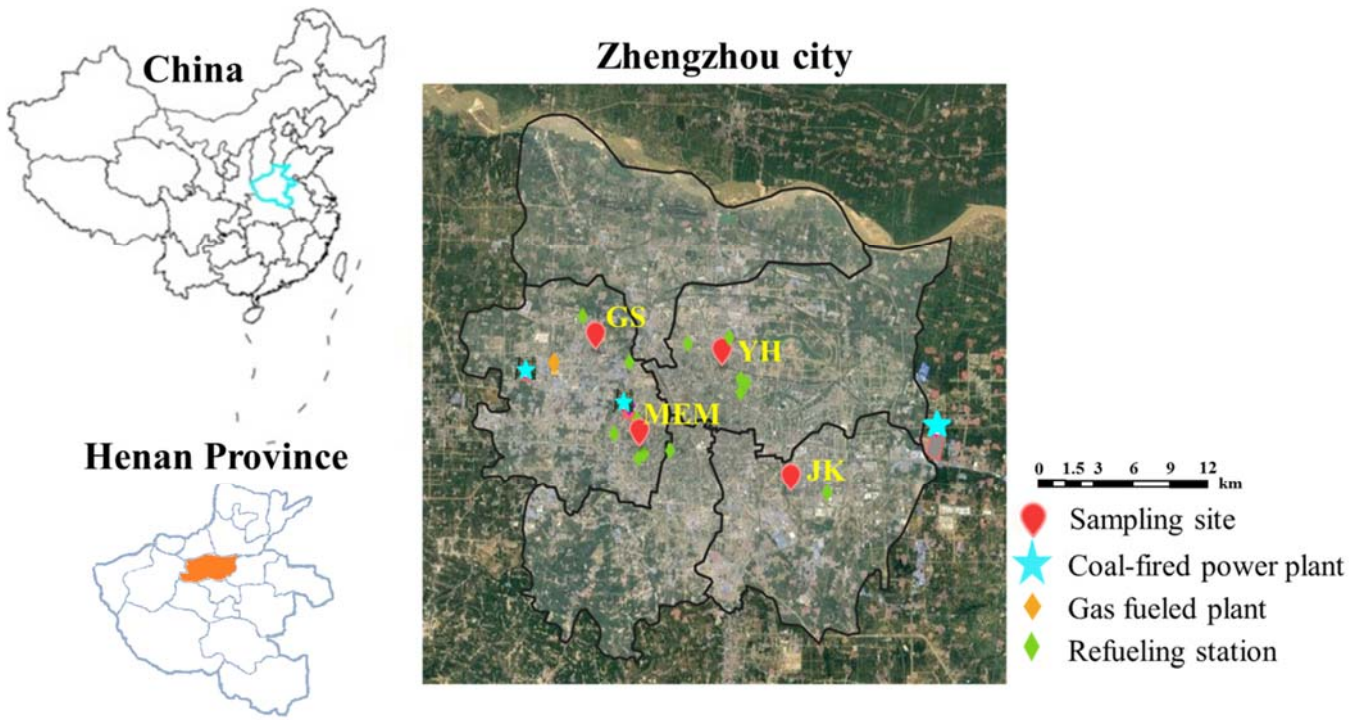 China
Zhengzhou city
GS
YH
MEM
JK
Henan Province
0 1.5 3 6 9 12
km
Sampling site
Coal-fired power plant
Gas fueled plant
Refueling station